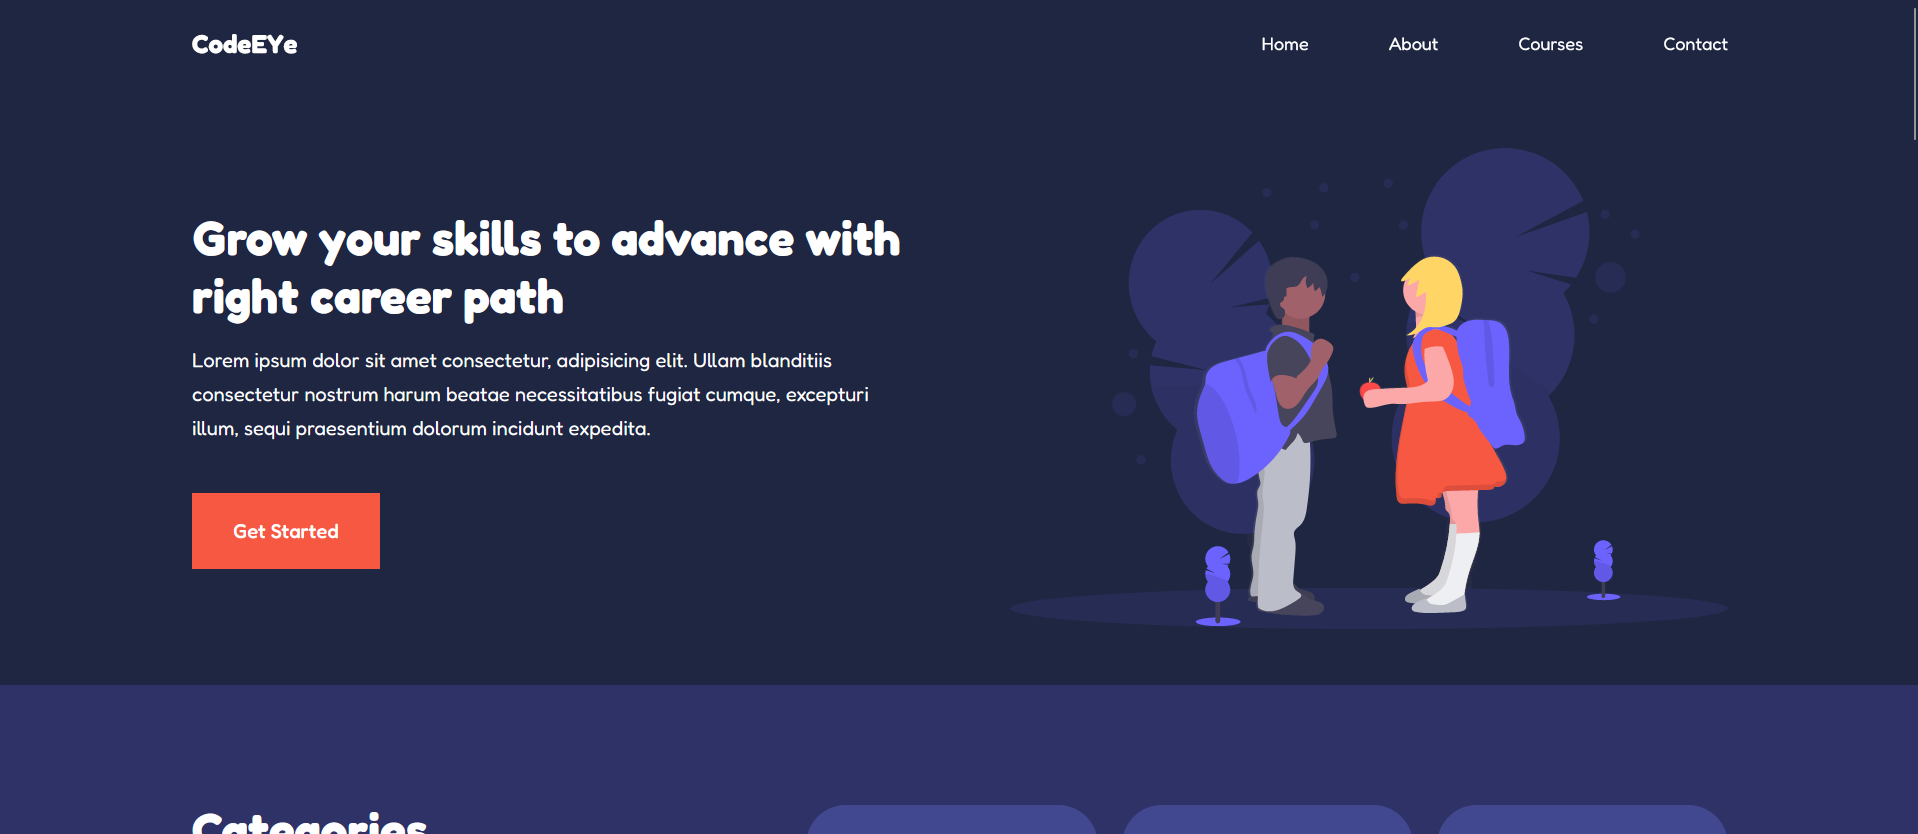 CodeEYe
Home
About
Courses
Contact
Grow your skills to advance with
right career path
Lorem ipsum dolor sit amet consectetur, adipisicing elit. Ullam blanditiis
consectetur nostrum harum beatae necessitatibus fugiat cumque, excepturi
illum, sequi praesentium dolorum incidunt expedita.
Get Started
Categories